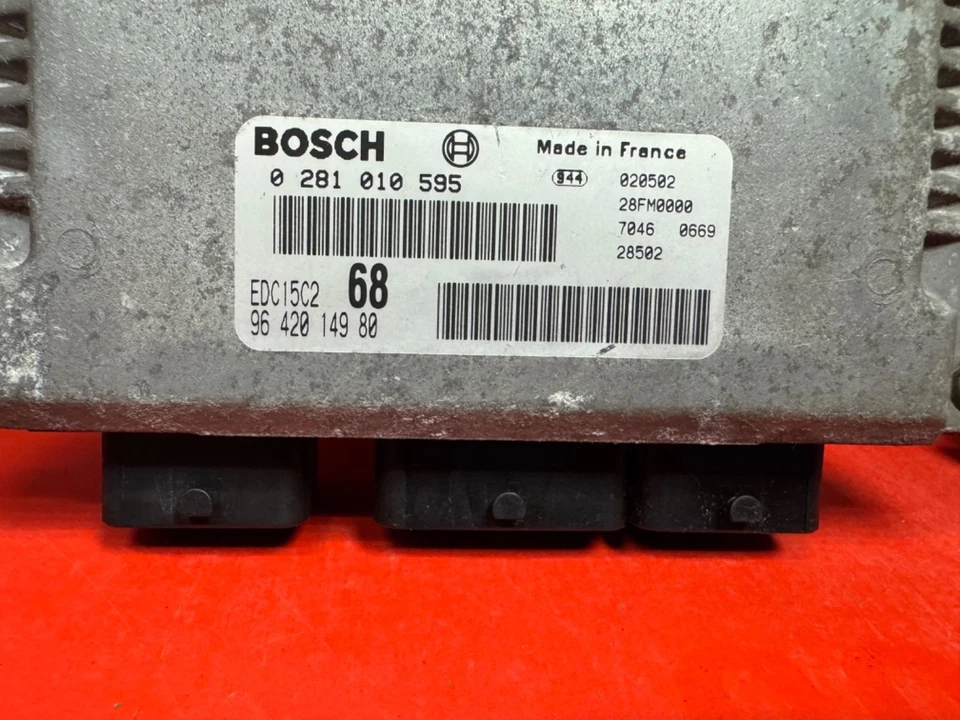 BOSCH
Made in France
0 281 010 595
944 020502
28FM0000
7046 0669
28502
EDC15C2 68
96 420 149 80